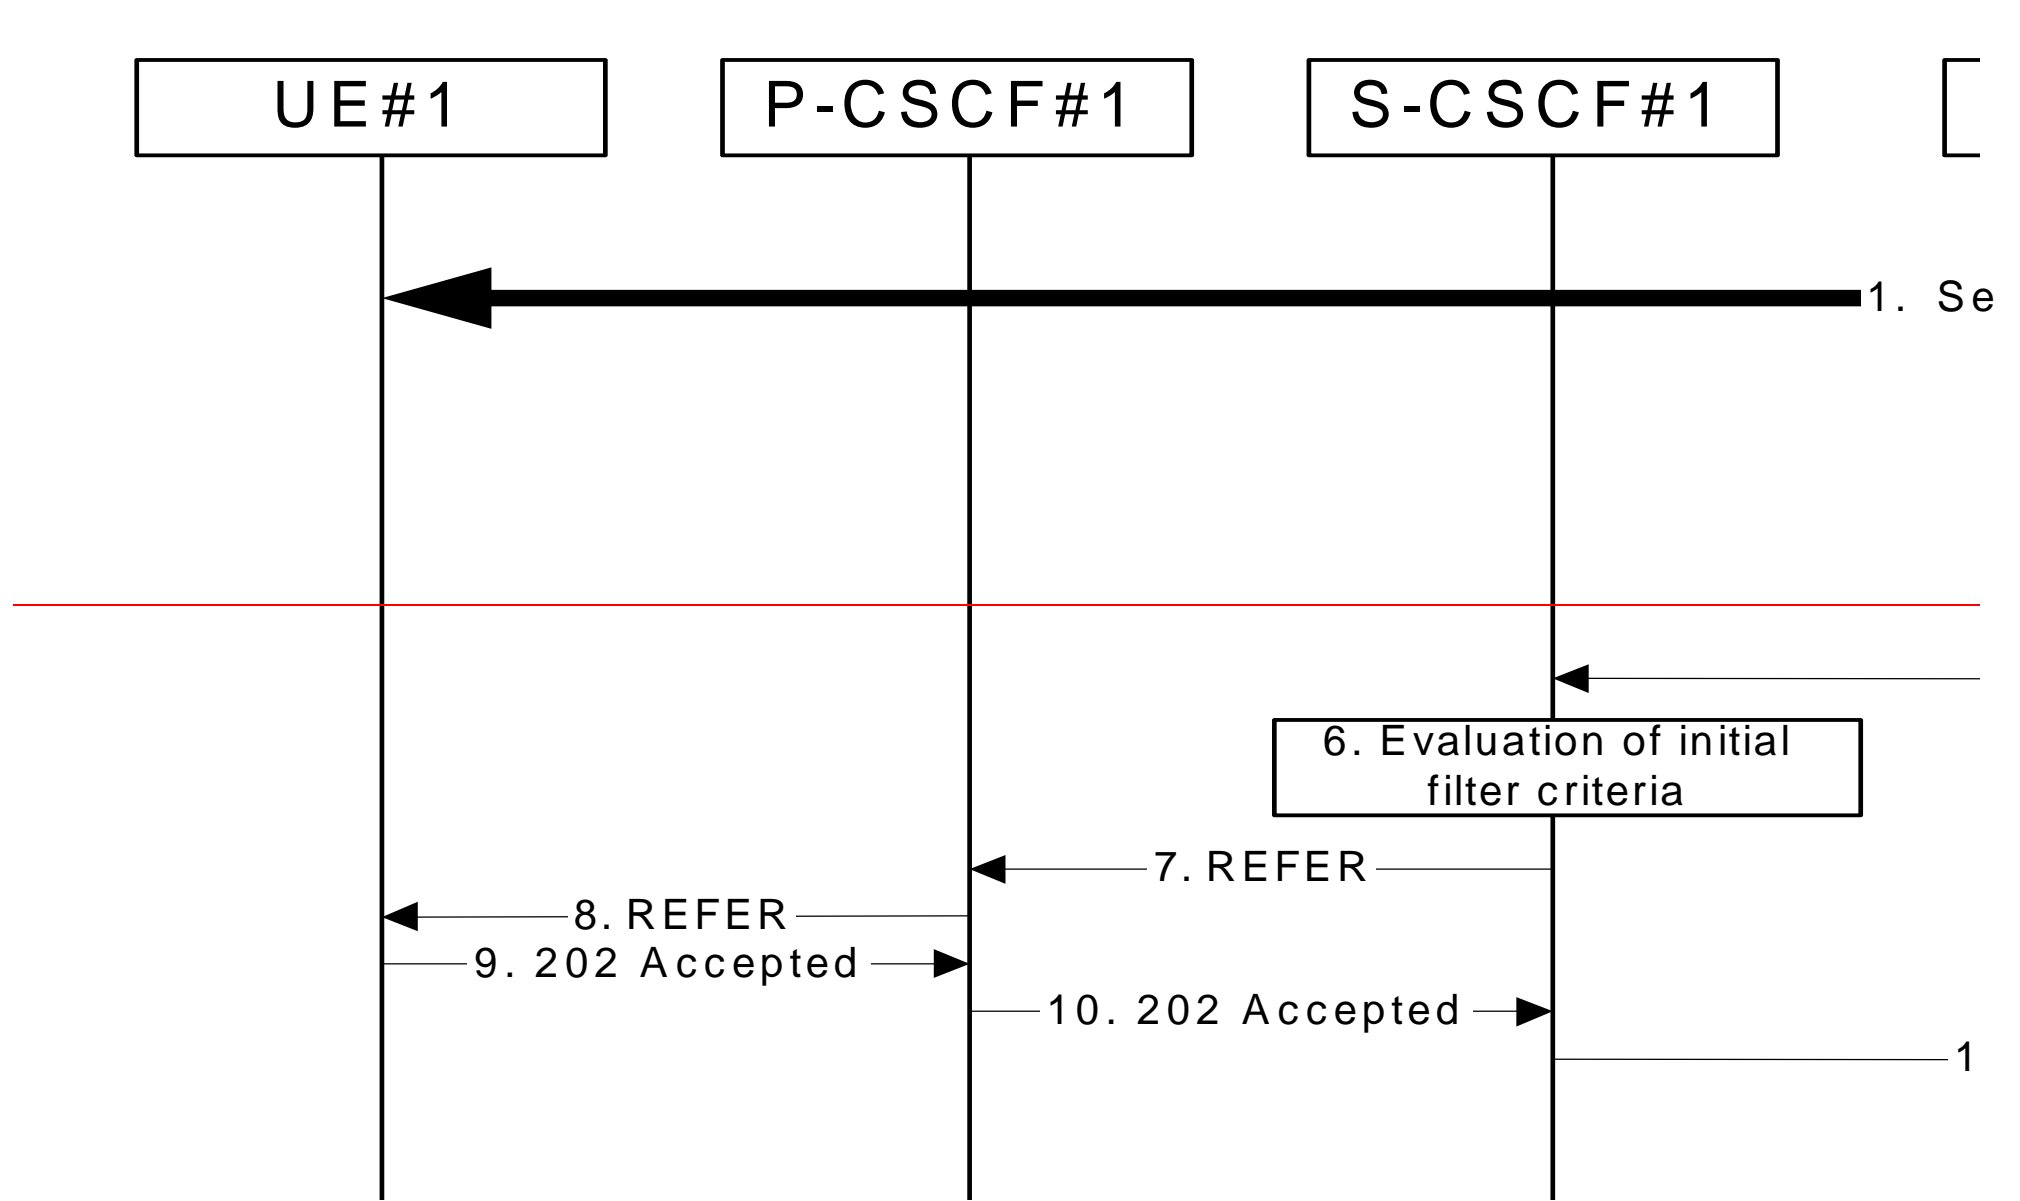 UE#1
P-CSCF#1
S-CSCF#1
1. Se
6. Evaluation of initial
filter criteria
7. REFER
8. REFER
9. 202 Accepted
10. 202 Accepted
1